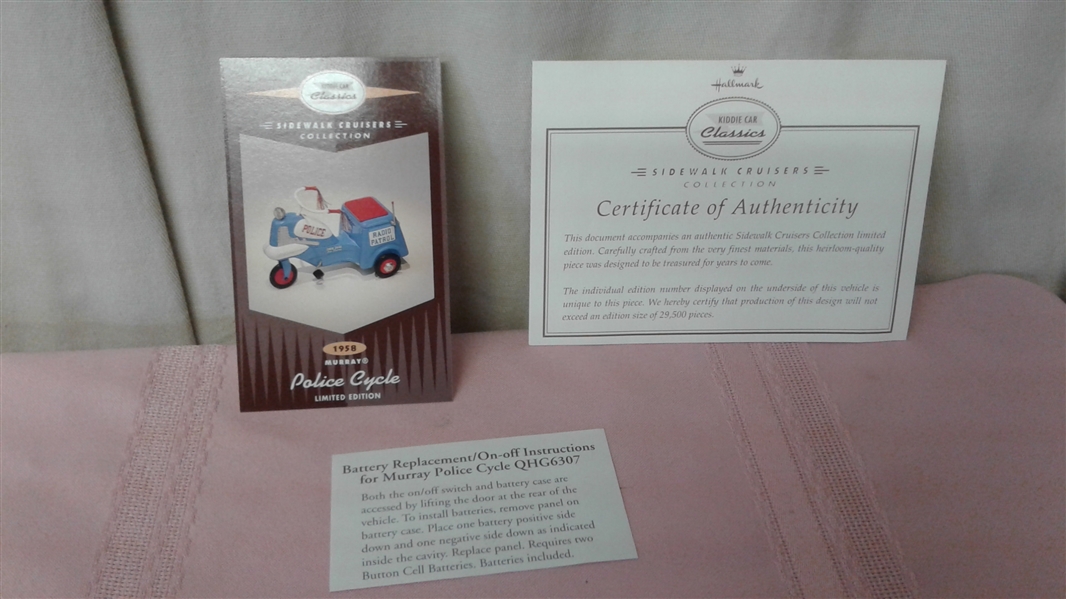 KIDDIE CAR
Classics
SIDEWALK CRUISERS
COLLECTION
POLICE
RADIO
PATROL
1958
MURRAY®
Police Cycle
LIMITED EDITION
Hallmark
KIDDIE CAR
Classics
SIDEWALK CRUISERS
COLLECTION
Certificate of Authenticity
This document accompanies an authentic Sidewalk Cruisers Collection limited
edition. Carefully crafted from the very finest materials, this heirloom-quality
piece was designed to be treasured for years to come.
The individual edition number displayed on the underside of this vehicle is
unique to this piece. We hereby certify that production of this design will not
exceed an edition size of 29,500 pieces.
Battery Replacement/On-off Instructions
for Murray Police Cycle QHG6307
Both the on/off switch and battery case are
accessed by lifting the door at the rear of the
vehicle. To install batteries, remove panel on
battery case. Place one battery positive side
down and one negative side down as indicated
inside the cavity. Replace panel. Requires two
Button Cell Batteries. Batteries included.